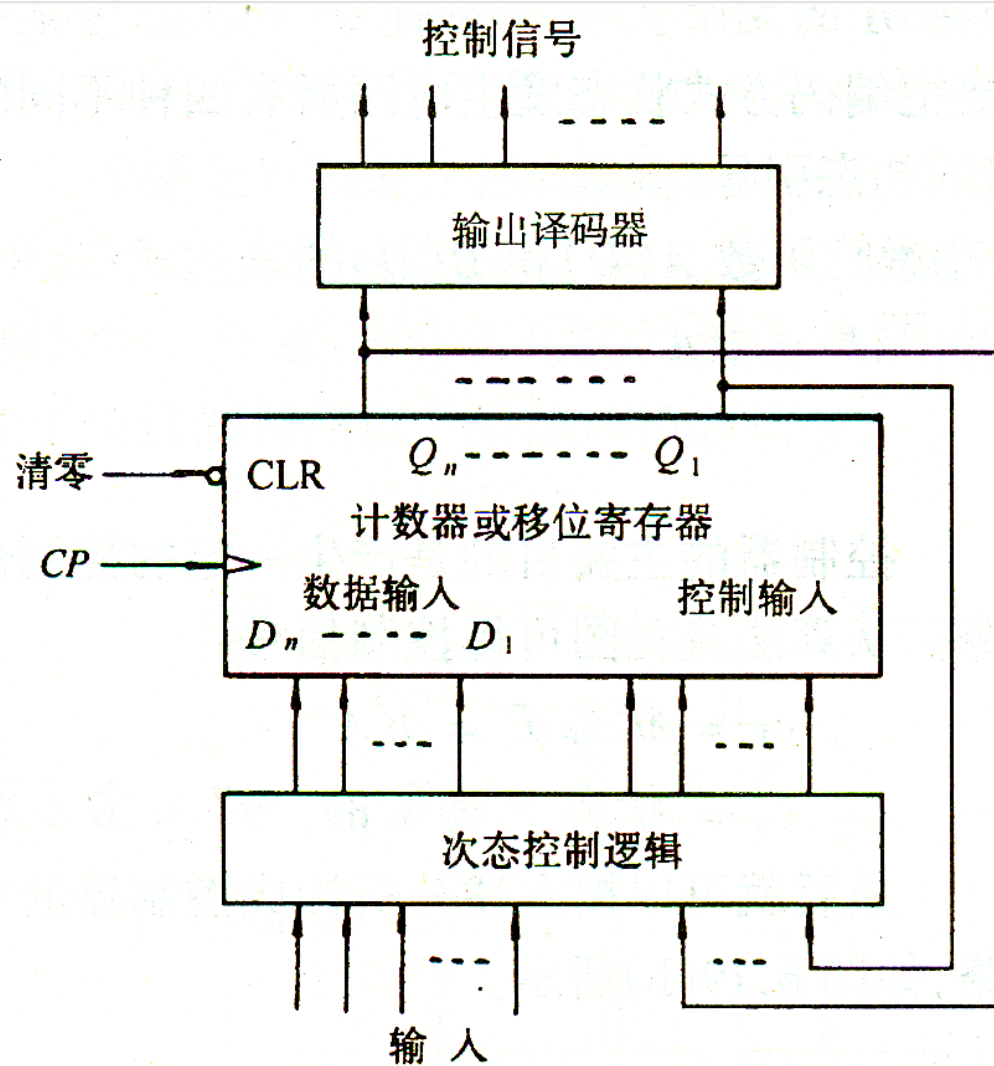 控制信号
输出译码器
Qn Q1
清零 CLR
计数器或移位寄存器
CP
数据输入 控制输入
Dn D1
次态控制逻辑
输 入